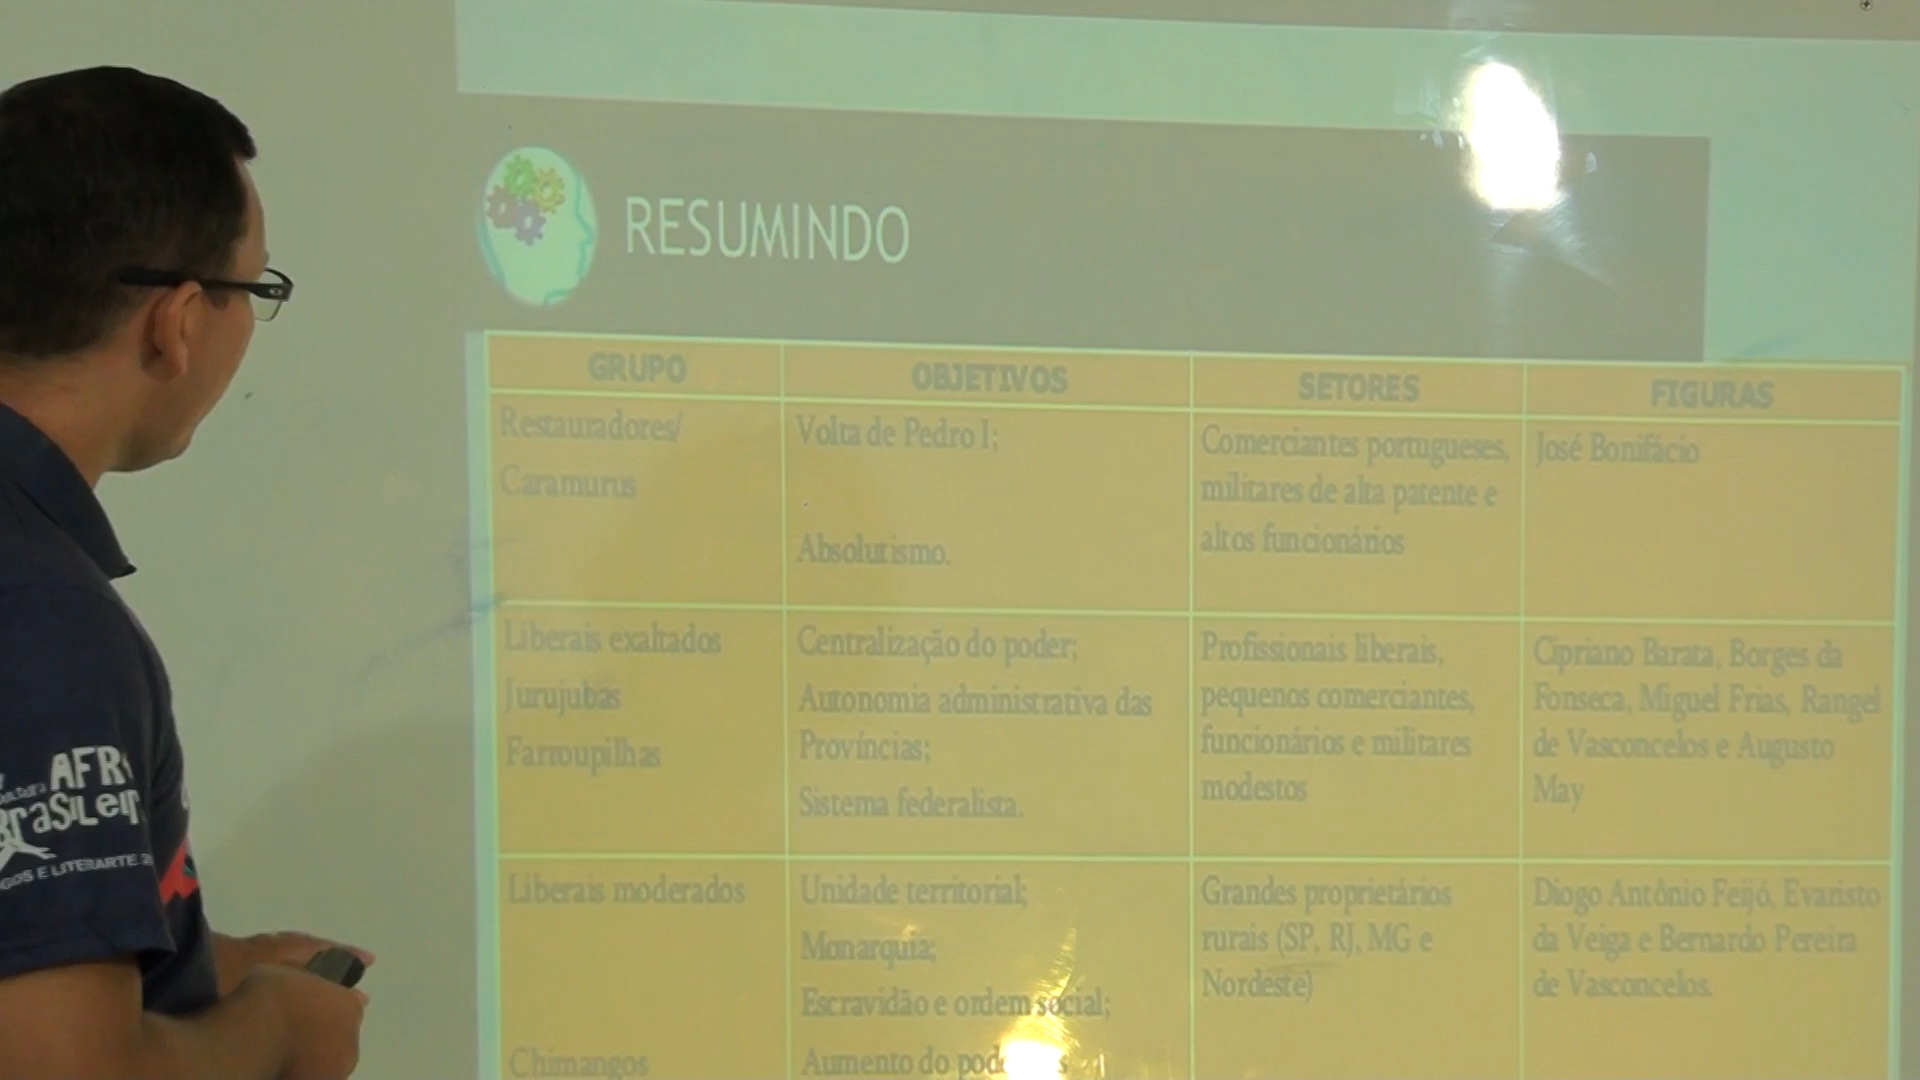 RESUMINDO
GRUPO
OBJETIVOS
SETORES
FIGURAS
Restauradores/
Caramurus
Volta de Pedro I;
Absolutismo.
Comerciantes portugueses,
militares de alta patente e
altos funcionários
José Bonifácio
Liberais exaltados
Jurujubas
Farroupilhas
Centralização do poder;
Autonomia administrativa das
Províncias;
Sistema federalista.
Profissionais liberais,
pequenos comerciantes,
funcionários e militares
modestos
Cipriano Barata, Borges da
Fonseca, Miguel Frias, Rangel
de Vasconcelos e Augusto
May
Liberais moderados
Chimangos
Unidade territorial;
Monarquia;
Escravidão e ordem social;
Aumento do
Grandes proprietários
rurais (SP, RJ, MG e
Nordeste)
Diogo Antônio Feijó, Evaristo
da Veiga e Bernardo Pereira
de Vasconcelos.
AFR
Brasileir
E LITERARTE